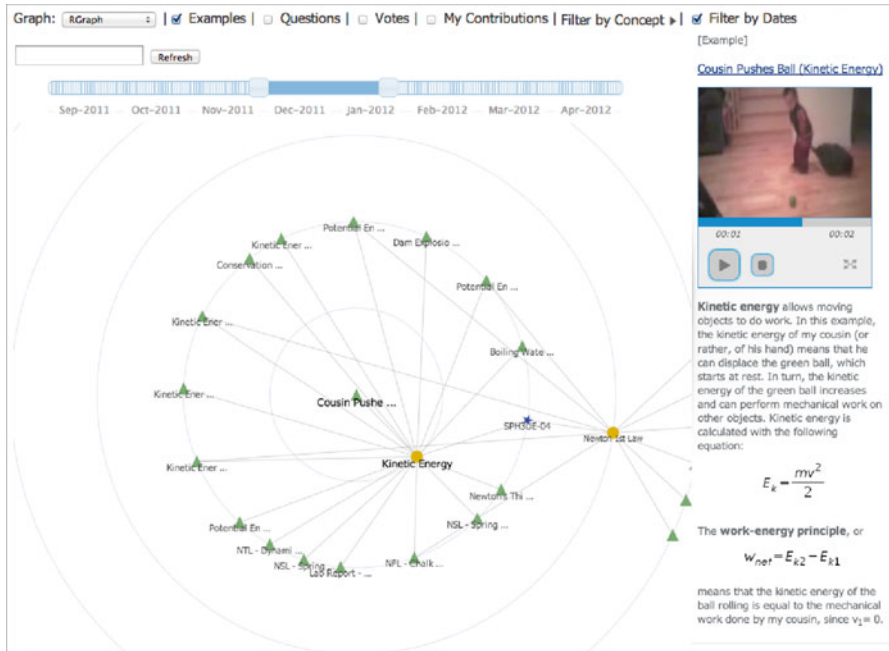 Graph: RGraph | Examples | Questions | Votes | My Contributions | Filter by Concept ▸ | Filter by Dates
Refresh
Sep-2011 Oct-2011 Nov-2011 Dec-2011 Jan-2012 Feb-2012 Mar-2012 Apr-2012
Potential En ...
Kinetic Ener ...
Dam Explosio ...
Conservation ...
Potential En ...
Kinetic Ener ...
Boiling Wate ...
Kinetic Ener ...
Cousin Pushe ...
SPH3UE-04
Newton 1st Law
Kinetic Energy
Kinetic Ener ...
Newton's Thi ...
Potential En ...
NSL - Spring ...
NTL - Dynami ...
NSL - Spring
Lab Report - ...
NFL - Chalk ...
[Example]
Cousin Pushes Ball (Kinetic Energy)
00:01 00:02
Kinetic energy allows moving
objects to do work. In this example,
the kinetic energy of my cousin (or
rather, of his hand) means that he
can displace the green ball, which
starts at rest. In turn, the kinetic
energy of the green ball increases
and can perform mechanical work on
other objects. Kinetic energy is
calculated with the following
equation:
E_k = mv²/2
The work-energy principle, or
w_net = E_k2 − E_k1
means that the kinetic energy of the
ball rolling is equal to the mechanical
work done by my cousin, since v₁= 0.